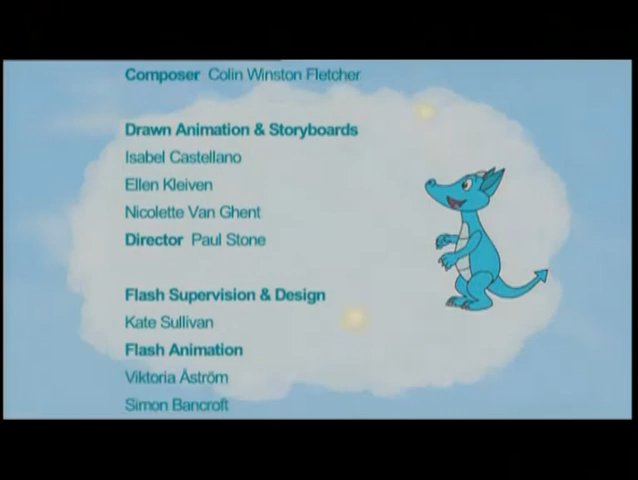 Composer Colin Winston Fletcher
Drawn Animation & Storyboards
Isabel Castellano
Ellen Kleiven
Nicolette Van Ghent
Director Paul Stone
Flash Supervision & Design
Kate Sullivan
Flash Animation
Viktoria Åström
Simon Bancroft